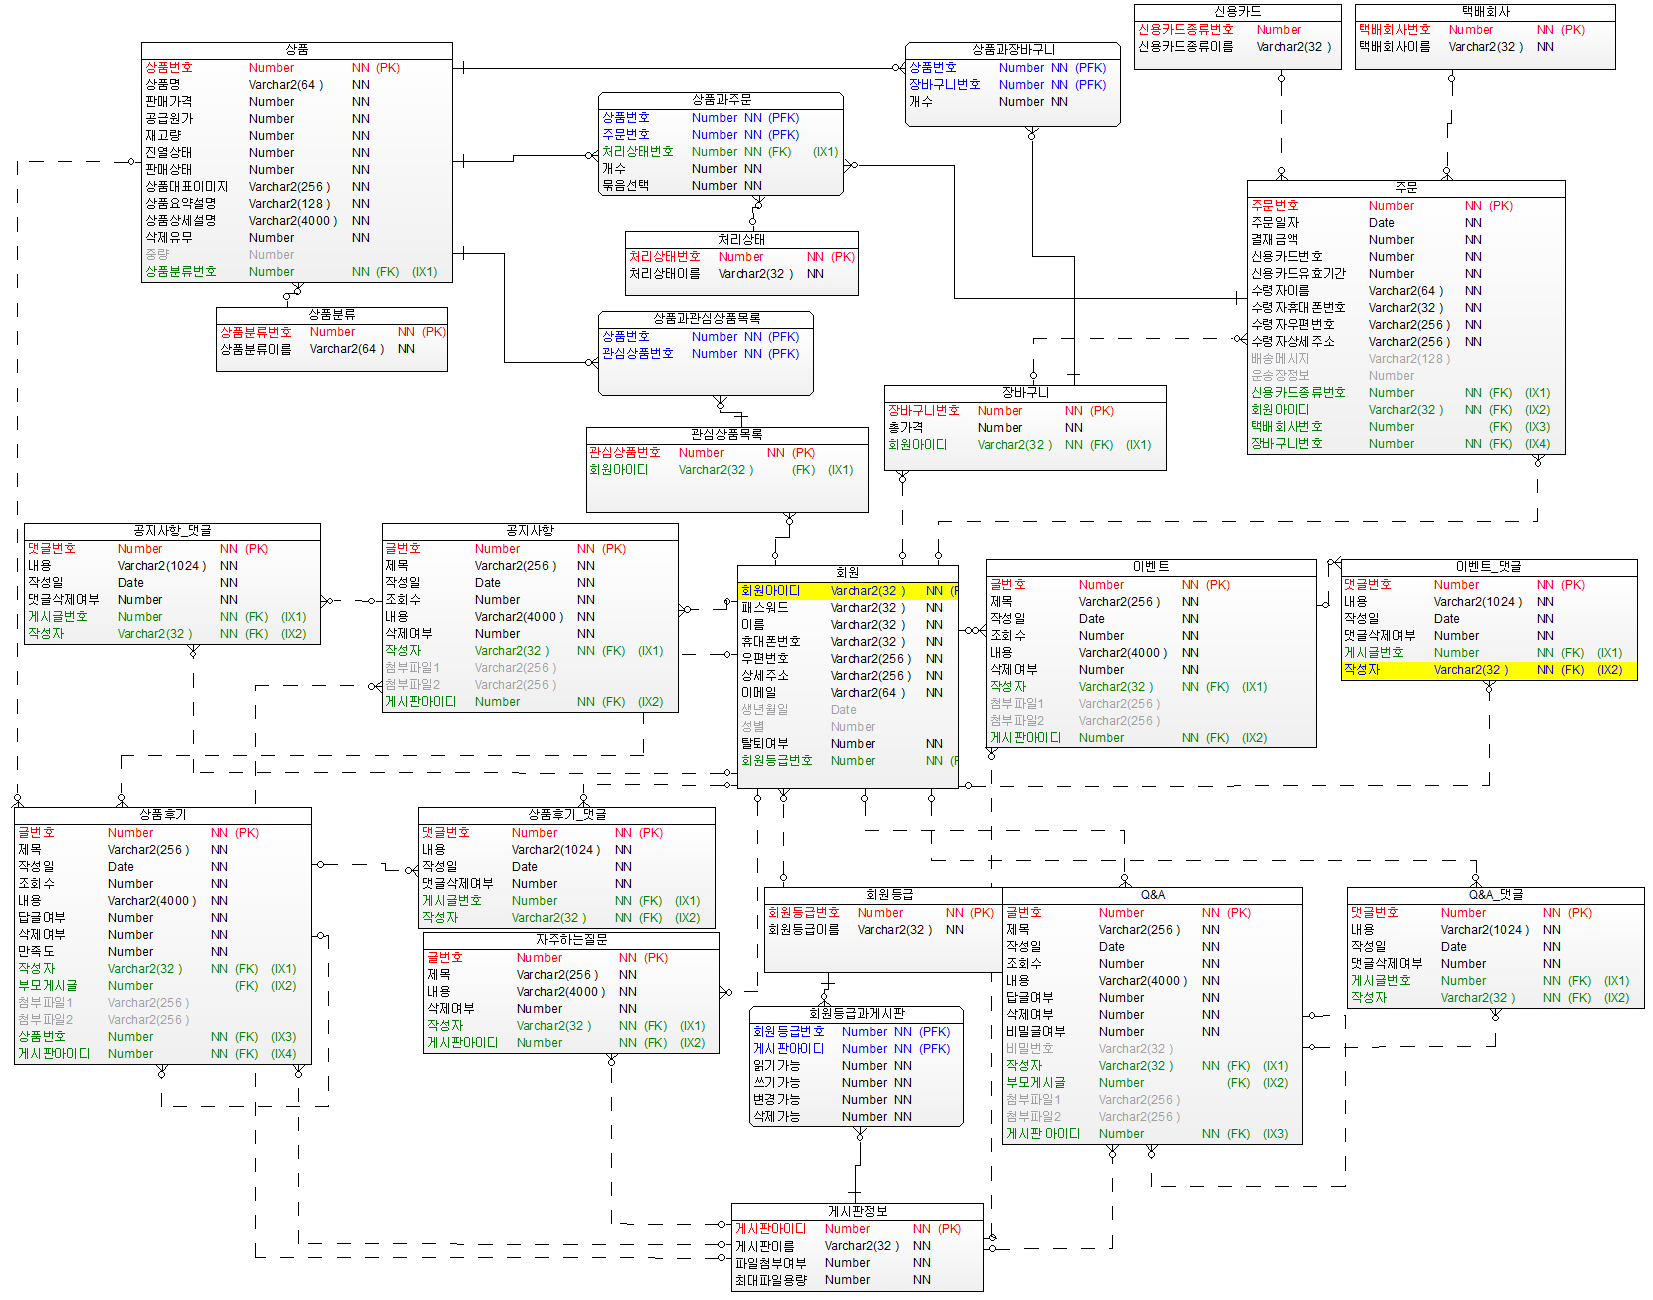 상품
상품번호 Number NN (PK)
상품명 Varchar2(64 ) NN
판매가격 Number NN
공급원가 Number NN
재고량 Number NN
진열상태 Number NN
판매상태 Number NN
상품대표이미지 Varchar2(256 ) NN
상품요약설명 Varchar2(128 ) NN
상품상세설명 Varchar2(4000 ) NN
삭제유무 Number NN
중량 Number
상품분류번호 Number NN (FK) (IX1)
상품분류
상품분류번호 Number NN (PK)
상품분류이름 Varchar2(64 ) NN
상품과주문
상품번호 Number NN (PFK)
주문번호 Number NN (PFK)
처리상태번호 Number NN (FK) (IX1)
개수 Number NN
묶음선택 Number NN
처리상태
처리상태번호 Number NN (PK)
처리상태이름 Varchar2(32 ) NN
상품과관심상품목록
상품번호 Number NN (PFK)
관심상품번호 Number NN (PFK)
관심상품목록
관심상품번호 Number NN (PK)
회원아이디 Varchar2(32 ) (FK) (IX1)
상품과장바구니
상품번호 Number NN (PFK)
장바구니번호 Number NN (PFK)
개수 Number NN
신용카드
신용카드종류번호 Number
신용카드종류이름 Varchar2(32 )
택배회사
택배회사번호 Number NN (PK)
택배회사이름 Varchar2(32 ) NN
주문
주문번호 Number NN (PK)
주문일자 Date NN
결재금액 Number NN
신용카드번호 Number NN
신용카드유효기간 Number NN
수령자이름 Varchar2(64 ) NN
수령자휴대폰번호 Varchar2(32 ) NN
수령자우편번호 Varchar2(256 ) NN
수령자상세주소 Varchar2(256 ) NN
배송메시지 Varchar2(128 )
운송장정보 Number
신용카드종류번호 Number NN (FK) (IX1)
회원아이디 Varchar2(32 ) NN (FK) (IX2)
택배회사번호 Number (FK) (IX3)
장바구니번호 Number NN (FK) (IX4)
장바구니
장바구니번호 Number NN (PK)
총가격 Number NN
회원아이디 Varchar2(32 ) NN (FK) (IX1)
공지사항_댓글
댓글번호 Number NN (PK)
내용 Varchar2(1024 ) NN
작성일 Date NN
댓글삭제여부 Number NN
게시글번호 Number NN (FK) (IX1)
작성자 Varchar2(32 ) NN (FK) (IX2)
공지사항
글번호 Number NN (PK)
제목 Varchar2(256 ) NN
작성일 Date NN
조회수 Number NN
내용 Varchar2(4000 ) NN
삭제여부 Number NN
작성자 Varchar2(32 ) NN (FK) (IX1)
첨부파일1 Varchar2(256 )
첨부파일2 Varchar2(256 )
게시판아이디 Number NN (FK) (IX2)
회원
회원아이디 Varchar2(32 ) NN (F
패스워드 Varchar2(32 ) NN
이름 Varchar2(32 ) NN
휴대폰번호 Varchar2(32 ) NN
우편번호 Varchar2(256 ) NN
상세주소 Varchar2(256 ) NN
이메일 Varchar2(64 ) NN
생년월일 Date
성별 Number
탈퇴여부 Number NN
회원등급번호 Number NN (F
이벤트
글번호 Number NN (PK)
제목 Varchar2(256 ) NN
작성일 Date NN
조회수 Number NN
내용 Varchar2(4000 ) NN
삭제여부 Number NN
작성자 Varchar2(32 ) NN (FK) (IX1)
첨부파일1 Varchar2(256 )
첨부파일2 Varchar2(256 )
게시판아이디 Number NN (FK) (IX2)
이벤트_댓글
댓글번호 Number NN (PK)
내용 Varchar2(1024 ) NN
작성일 Date NN
댓글삭제여부 Number NN
게시글번호 Number NN (FK) (IX1)
작성자 Varchar2(32 ) NN (FK) (IX2)
상품후기
글번호 Number NN (PK)
제목 Varchar2(256 ) NN
작성일 Date NN
조회수 Number NN
내용 Varchar2(4000 ) NN
답글여부 Number NN
삭제여부 Number NN
만족도 Number NN
작성자 Varchar2(32 ) NN (FK) (IX1)
부모게시글 Number (FK) (IX2)
첨부파일1 Varchar2(256 )
첨부파일2 Varchar2(256 )
상품번호 Number NN (FK) (IX3)
게시판아이디 Number NN (FK) (IX4)
상품후기_댓글
댓글번호 Number NN (PK)
내용 Varchar2(1024 ) NN
작성일 Date NN
댓글삭제여부 Number NN
게시글번호 Number NN (FK) (IX1)
작성자 Varchar2(32 ) NN (FK) (IX2)
자주하는질문
글번호 Number NN (PK)
제목 Varchar2(256 ) NN
내용 Varchar2(4000 ) NN
삭제여부 Number NN
작성자 Varchar2(32 ) NN (FK) (IX1)
게시판아이디 Number NN (FK) (IX2)
회원등급
회원등급번호 Number NN (PK)
회원등급이름 Varchar2(32 ) NN
회원등급과게시판
회원등급번호 Number NN (PFK)
게시판아이디 Number NN (PFK)
읽기가능 Number NN
쓰기가능 Number NN
변경가능 Number NN
삭제가능 Number NN
Q&A
글번호 Number NN (PK)
제목 Varchar2(256 ) NN
작성일 Date NN
조회수 Number NN
내용 Varchar2(4000 ) NN
답글여부 Number NN
삭제여부 Number NN
비밀글여부 Number NN
비밀번호 Varchar2(32 )
작성자 Varchar2(32 ) NN (FK) (IX1)
부모게시글 Number (FK) (IX2)
첨부파일1 Varchar2(256 )
첨부파일2 Varchar2(256 )
게시판 아이디 Number NN (FK) (IX3)
Q&A_댓글
댓글번호 Number NN (PK)
내용 Varchar2(1024 ) NN
작성일 Date NN
댓글삭제여부 Number NN
게시글번호 Number NN (FK) (IX1)
작성자 Varchar2(32 ) NN (FK) (IX2)
게시판정보
게시판아이디 Number NN (PK)
게시판이름 Varchar2(32 ) NN
파일첨부여부 Number NN
최대파일용량 Number NN